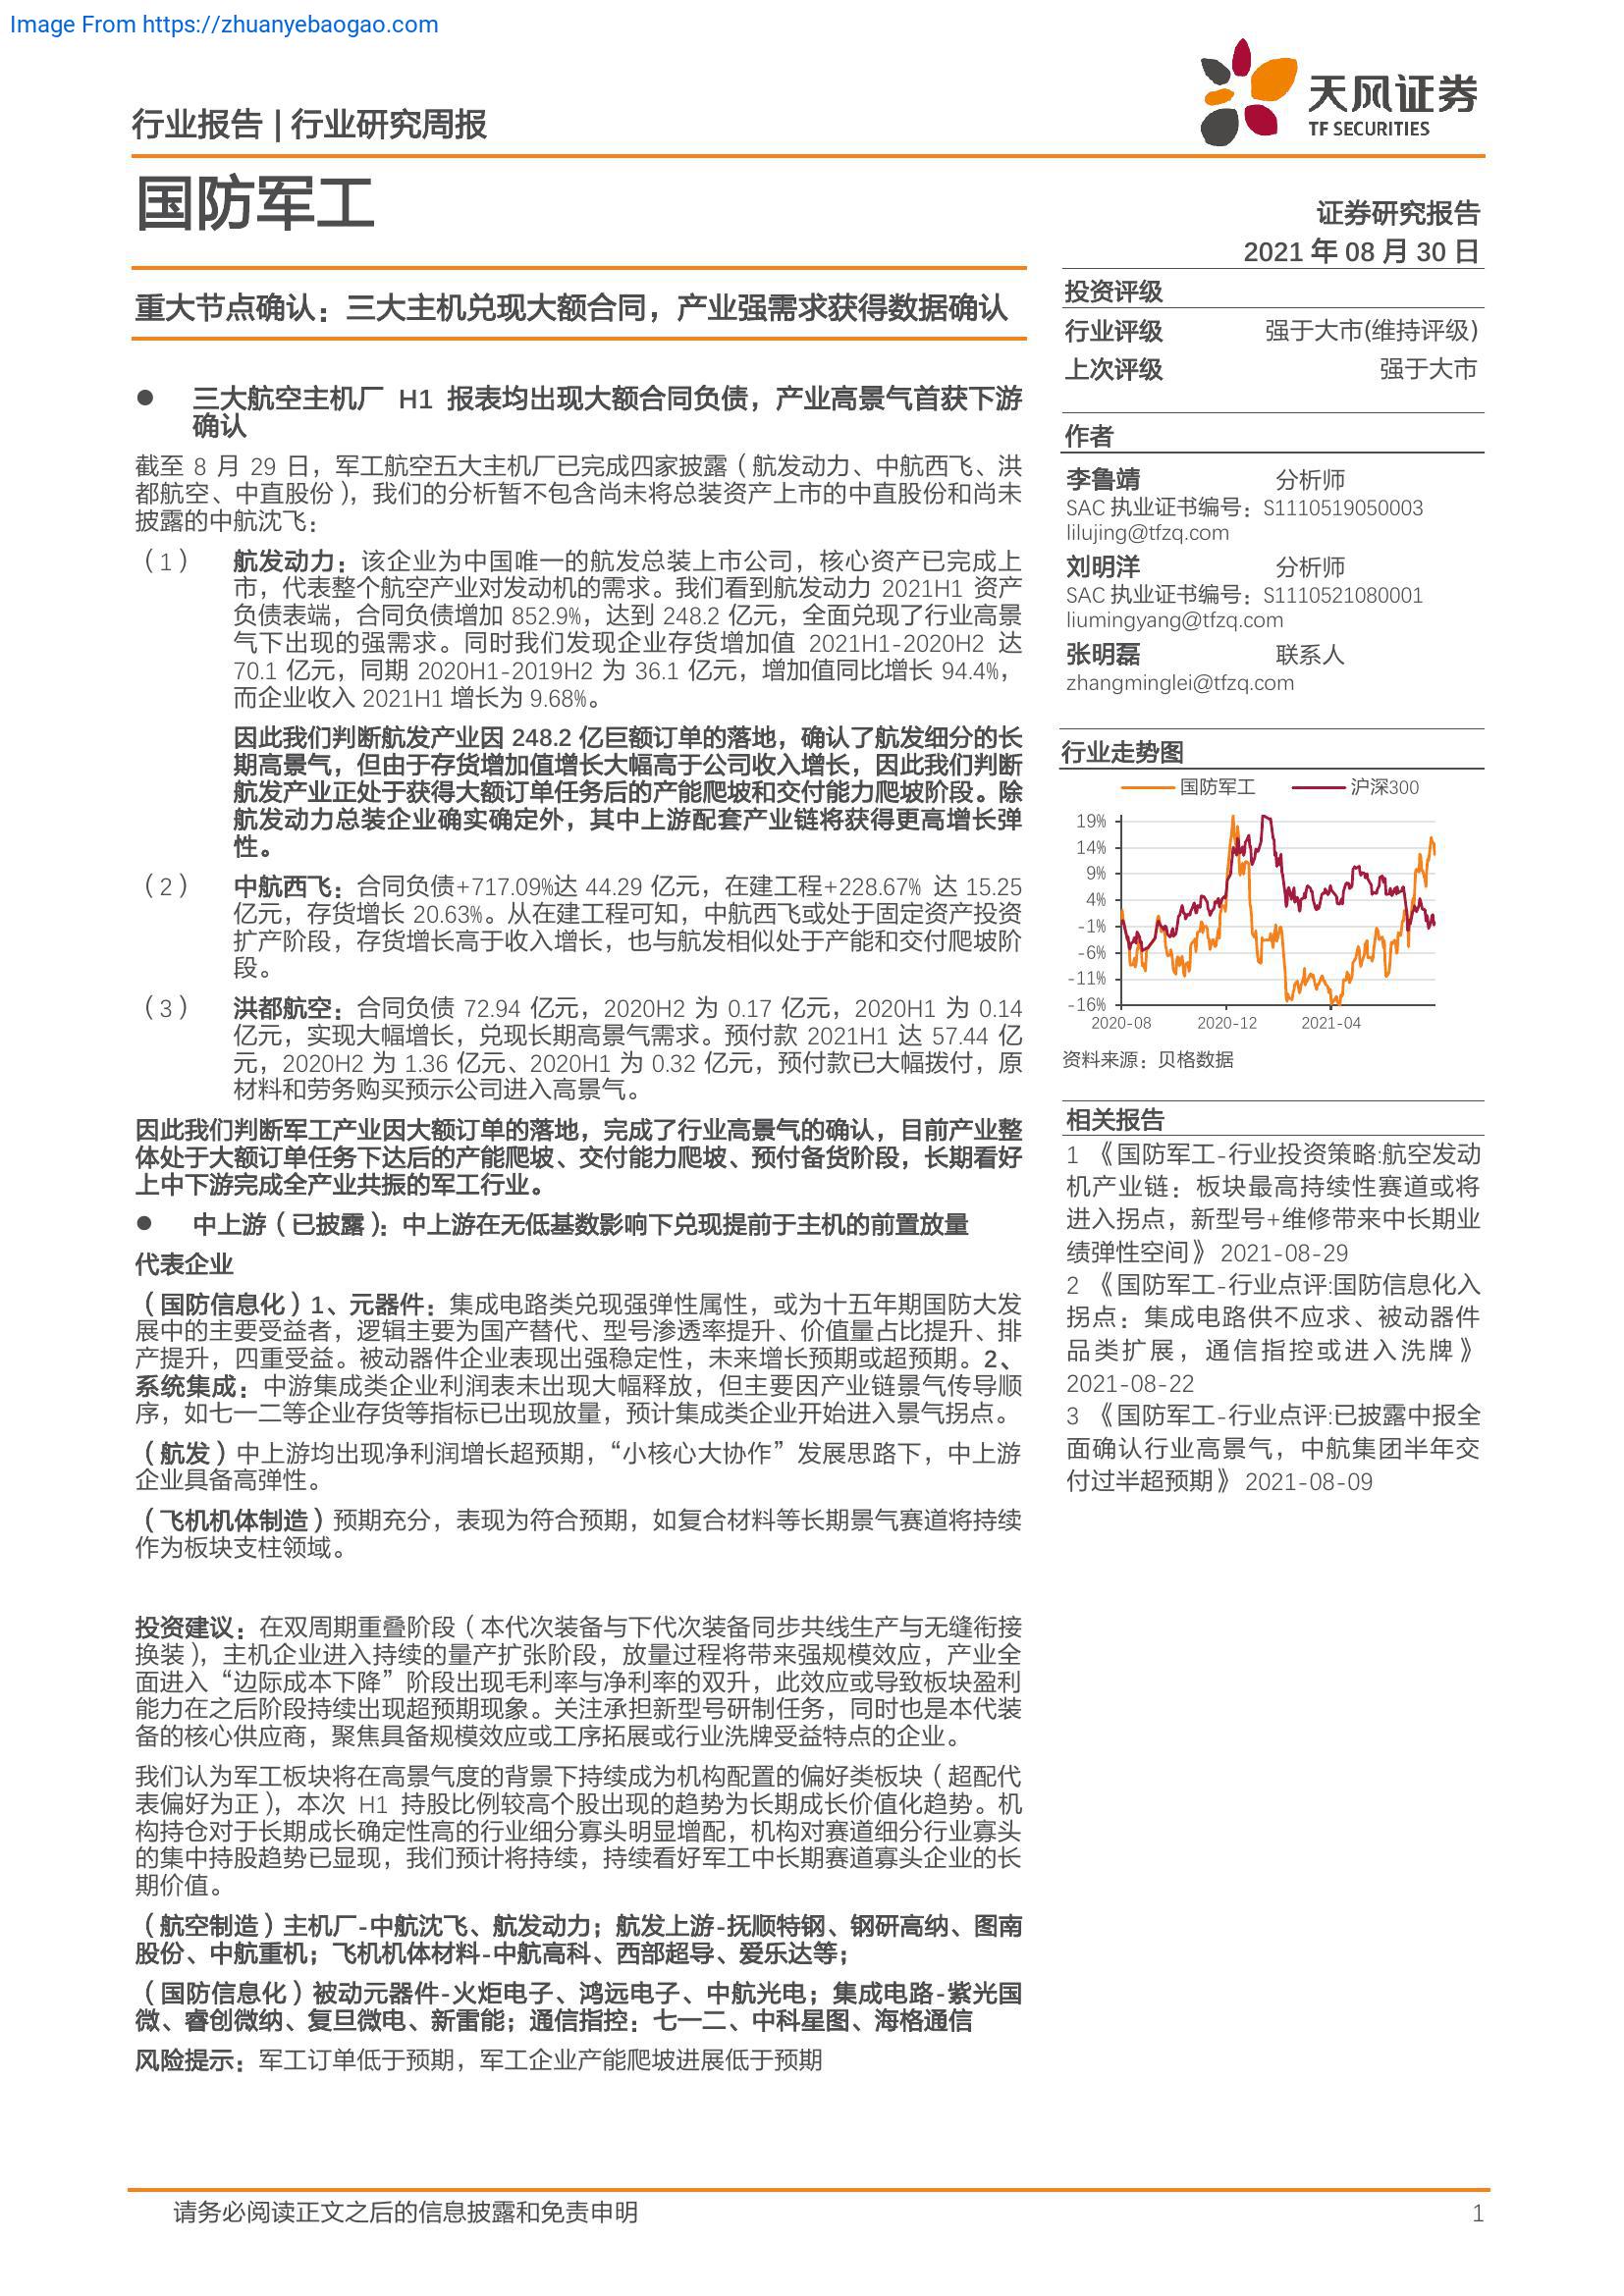 Image From https://zhuanyebaogao.com
行业报告 | 行业研究周报
天风证券
TF SECURITIES
国防军工
证券研究报告
2021 年 08 月 30 日
重大节点确认：三大主机兑现大额合同，产业强需求获得数据确认
● 三大航空主机厂 H1 报表均出现大额合同负债，产业高景气首获下游
确认
截至 8 月 29 日，军工航空五大主机厂已完成四家披露（航发动力、中航西飞、洪
都航空、中直股份），我们的分析暂不包含尚未将总装资产上市的中直股份和尚未
披露的中航沈飞：
（1） 航发动力：该企业为中国唯一的航发总装上市公司，核心资产已完成上
市，代表整个航空产业对发动机的需求。我们看到航发动力 2021H1 资产
负债表端，合同负债增加 852.9%，达到 248.2 亿元，全面兑现了行业高景
气下出现的强需求。同时我们发现企业存货增加值 2021H1-2020H2 达
70.1 亿元，同期 2020H1-2019H2 为 36.1 亿元，增加值同比增长 94.4%，
而企业收入 2021H1 增长为 9.68%。
因此我们判断航发产业因 248.2 亿巨额订单的落地，确认了航发细分的长
期高景气，但由于存货增加值增长大幅高于公司收入增长，因此我们判断
航发产业正处于获得大额订单任务后的产能爬坡和交付能力爬坡阶段。除
航发动力总装企业确实确定外，其中上游配套产业链将获得更高增长弹
性。
（2） 中航西飞：合同负债+717.09%达 44.29 亿元，在建工程+228.67% 达 15.25
亿元，存货增长 20.63%。从在建工程可知，中航西飞或处于固定资产投资
扩产阶段，存货增长高于收入增长，也与航发相似处于产能和交付爬坡阶
段。
（3） 洪都航空：合同负债 72.94 亿元，2020H2 为 0.17 亿元，2020H1 为 0.14
亿元，实现大幅增长，兑现长期高景气需求。预付款 2021H1 达 57.44 亿
元，2020H2 为 1.36 亿元、2020H1 为 0.32 亿元，预付款已大幅拨付，原
材料和劳务购买预示公司进入高景气。
因此我们判断军工产业因大额订单的落地，完成了行业高景气的确认，目前产业整
体处于大额订单任务下达后的产能爬坡、交付能力爬坡、预付备货阶段，长期看好
上中下游完成全产业共振的军工行业。
● 中上游（已披露）：中上游在无低基数影响下兑现提前于主机的前置放量
代表企业
（国防信息化）1、元器件：集成电路类兑现强弹性属性，或为十五年期国防大发
展中的主要受益者，逻辑主要为国产替代、型号渗透率提升、价值量占比提升、排
产提升，四重受益。被动器件企业表现出强稳定性，未来增长预期或超预期。2、
系统集成：中游集成类企业利润表未出现大幅释放，但主要因产业链景气传导顺
序，如七一二等企业存货等指标已出现放量，预计集成类企业开始进入景气拐点。
（航发）中上游均出现净利润增长超预期，“小核心大协作”发展思路下，中上游
企业具备高弹性。
（飞机机体制造）预期充分，表现为符合预期，如复合材料等长期景气赛道将持续
作为板块支柱领域。
投资建议：在双周期重叠阶段（本代次装备与下代次装备同步共线生产与无缝衔接
换装），主机企业进入持续的量产扩张阶段，放量过程将带来强规模效应，产业全
面进入“边际成本下降”阶段出现毛利率与净利率的双升，此效应或导致板块盈利
能力在之后阶段持续出现超预期现象。关注承担新型号研制任务，同时也是本代装
备的核心供应商，聚焦具备规模效应或工序拓展或行业洗牌受益特点的企业。
我们认为军工板块将在高景气度的背景下持续成为机构配置的偏好类板块（超配代
表偏好为正），本次 H1 持股比例较高个股出现的趋势为长期成长价值化趋势。机
构持仓对于长期成长确定性高的行业细分寡头明显增配，机构对赛道细分行业寡头
的集中持股趋势已显现，我们预计将持续，持续看好军工中长期赛道寡头企业的长
期价值。
（航空制造）主机厂-中航沈飞、航发动力；航发上游-抚顺特钢、钢研高纳、图南
股份、中航重机；飞机机体材料-中航高科、西部超导、爱乐达等；
（国防信息化）被动元器件-火炬电子、鸿远电子、中航光电；集成电路-紫光国
微、睿创微纳、复旦微电、新雷能；通信指控：七一二、中科星图、海格通信
风险提示：军工订单低于预期，军工企业产能爬坡进展低于预期
投资评级
行业评级 强于大市(维持评级)
上次评级 强于大市
作者
李鲁靖 分析师
SAC 执业证书编号：S1110519050003
lilujing@tfzq.com
刘明洋 分析师
SAC 执业证书编号：S1110521080001
liumingyang@tfzq.com
张明磊 联系人
zhangminglei@tfzq.com
行业走势图
国防军工 沪深300
19%
14%
9%
4%
-1%
-6%
-11%
-16%
2020-08 2020-12 2021-04
资料来源：贝格数据
相关报告
1 《国防军工-行业投资策略:航空发动
机产业链：板块最高持续性赛道或将
进入拐点，新型号+维修带来中长期业
绩弹性空间》 2021-08-29
2 《国防军工-行业点评:国防信息化入
拐点：集成电路供不应求、被动器件
品类扩展，通信指控或进入洗牌》
2021-08-22
3 《国防军工-行业点评:已披露中报全
面确认行业高景气，中航集团半年交
付过半超预期》 2021-08-09
请务必阅读正文之后的信息披露和免责申明 1